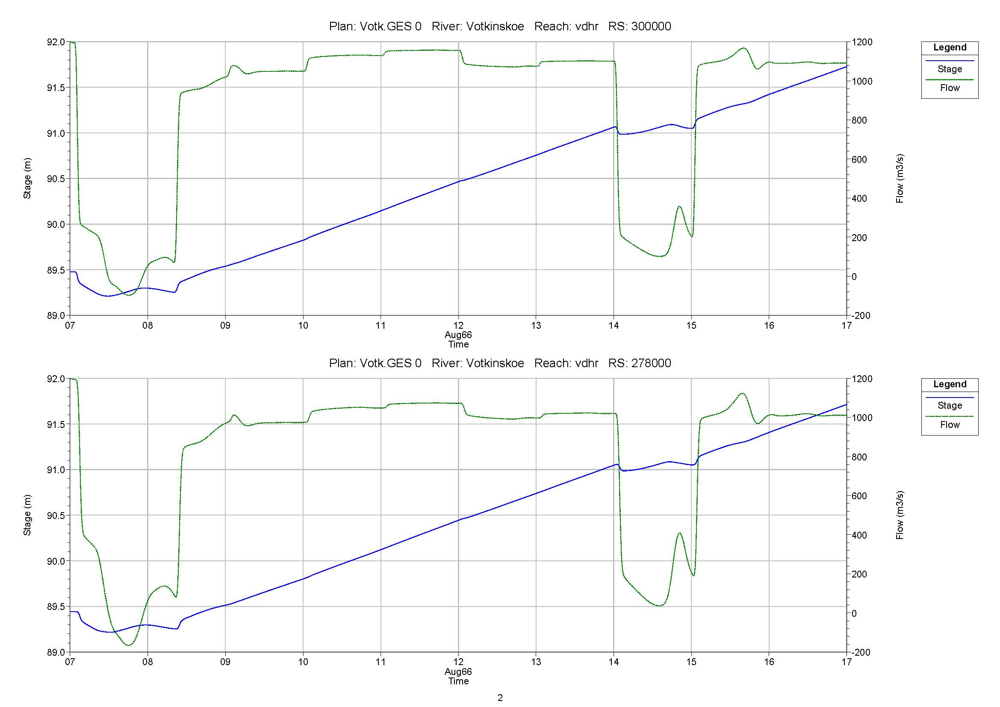 Plan: Votk.GES 0   River: Votkinskoe   Reach: vdhr   RS: 300000
92.0
91.5
91.0
90.5
90.0
89.5
89.0
Stage (m)
1200
1000
800
600
400
200
0
-200
Flow (m3/s)
07 08 09 10 11 12 13 14 15 16 17
Aug66
Time
Legend
Stage
Flow
Plan: Votk.GES 0   River: Votkinskoe   Reach: vdhr   RS: 278000
92.0
91.5
91.0
90.5
90.0
89.5
89.0
Stage (m)
1200
1000
800
600
400
200
0
-200
Flow (m3/s)
07 08 09 10 11 12 13 14 15 16 17
Aug66
Time
Legend
Stage
Flow
2